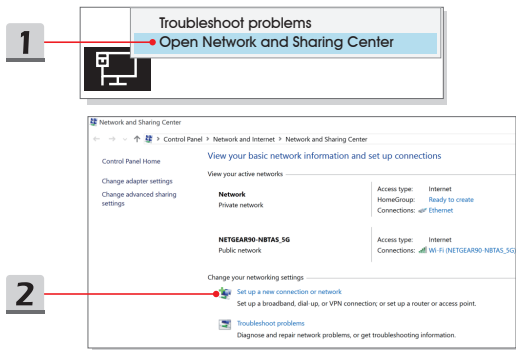 1
Troubleshoot problems
Open Network and Sharing Center
Network and Sharing Center
Control Panel > Network and Internet > Network and Sharing Center
Control Panel Home
View your basic network information and set up connections
Change adapter settings
View your active networks
Change advanced sharing
settings
Network
Private network
Access type: Internet
HomeGroup: Ready to create
Connections: Ethernet
NETGEAR90-NBTAS_5G
Public network
Access type: Internet
Connections: Wi-Fi (NETGEAR90-NBTAS_5G)
Change your networking settings
2
Set up a new connection or network
Set up a broadband, dial-up, or VPN connection; or set up a router or access point.
Troubleshoot problems
Diagnose and repair network problems, or get troubleshooting information.